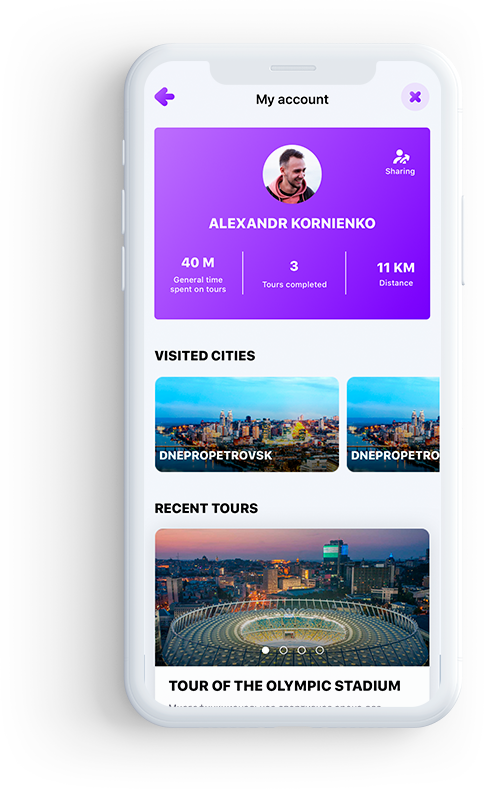 My account
Sharing
ALEXANDR KORNIENKO
40 M
General time
spent on tours
3
Tours completed
11 KM
Distance
VISITED CITIES
DNEPROPETROVSK
DNEPROPETRO
RECENT TOURS
TOUR OF THE OLYMPIC STADIUM